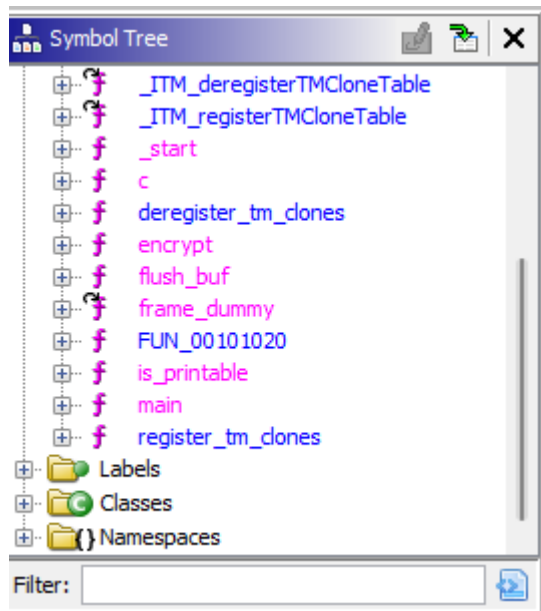 Symbol Tree
_ITM_deregisterTMCloneTable
_ITM_registerTMCloneTable
_start
c
deregister_tm_clones
encrypt
flush_buf
frame_dummy
FUN_00101020
is_printable
main
register_tm_clones
Labels
Classes
Namespaces
Filter: